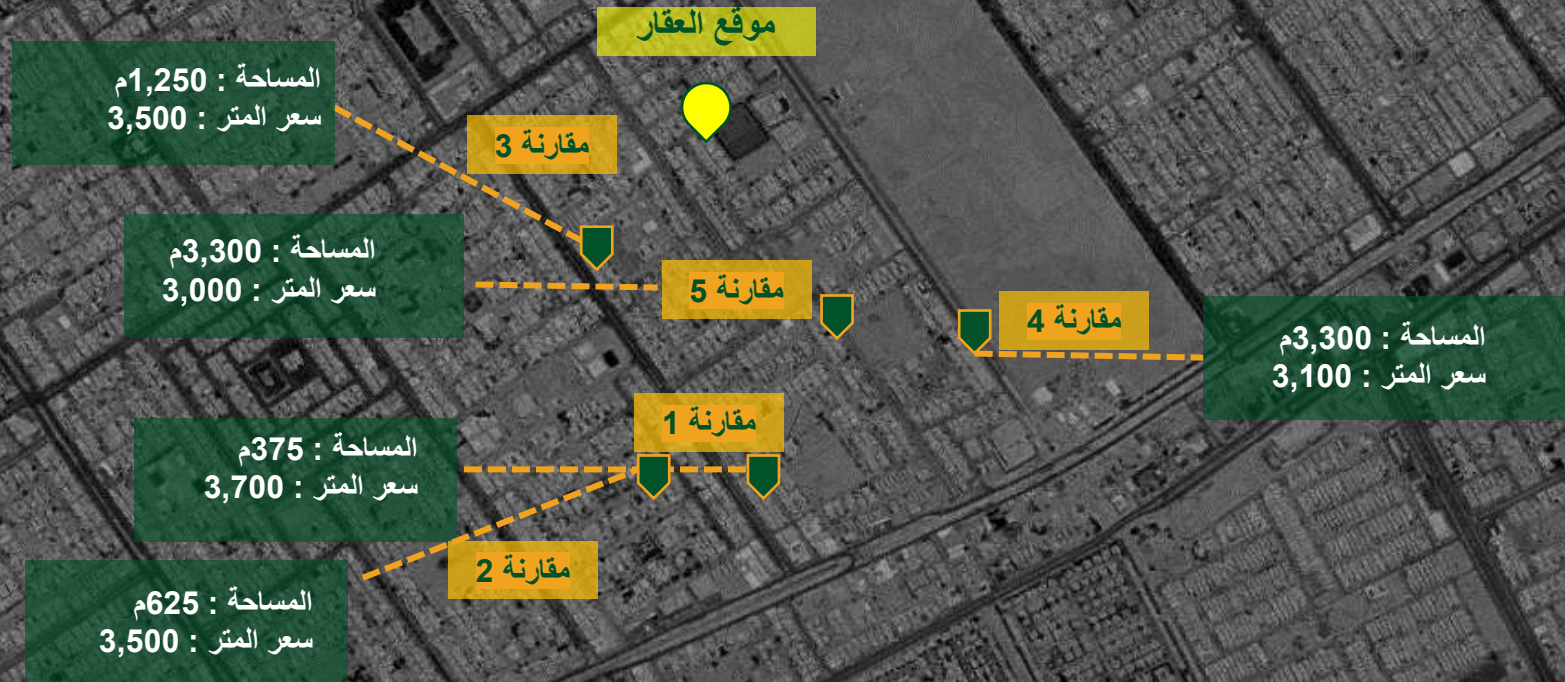 موقع العقار
المساحة : 1,250م
سعر المتر : 3,500
مقارنة 3
المساحة : 3,300م
سعر المتر : 3,000
مقارنة 5
مقارنة 4
المساحة : 3,300م
سعر المتر : 3,100
مقارنة 1
المساحة : 375م
سعر المتر : 3,700
مقارنة 2
المساحة : 625م
سعر المتر : 3,500